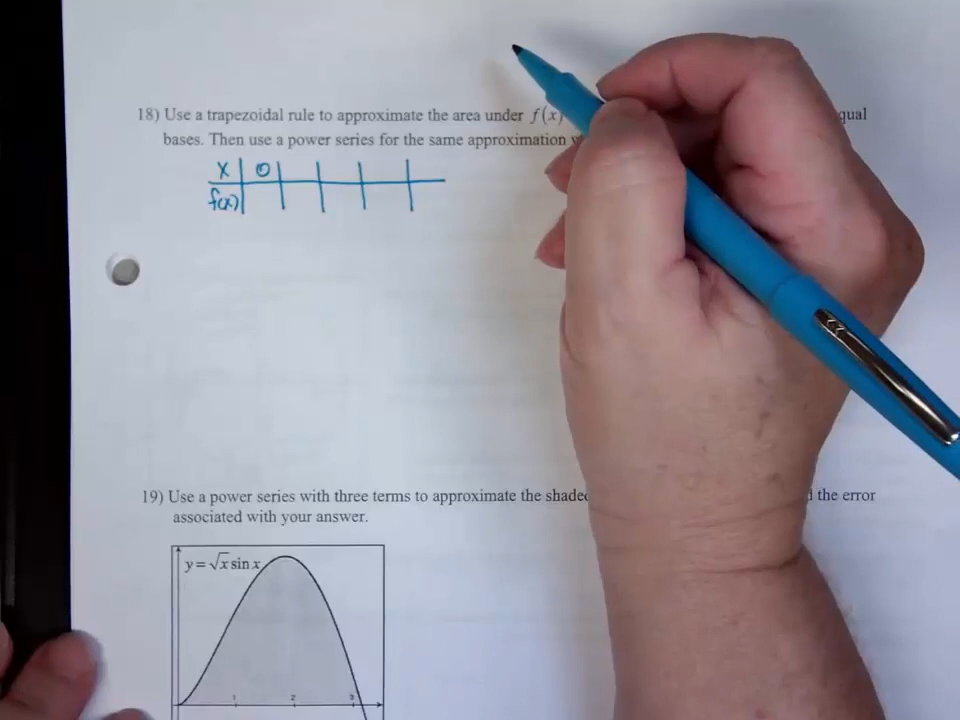 18) Use a trapezoidal rule to approximate the area under f(x)
qual
bases. Then use a power series for the same approximation
x 0
f(x)
19) Use a power series with three terms to approximate the
the error
associated with your answer.
y = √x sin x
1 2 3